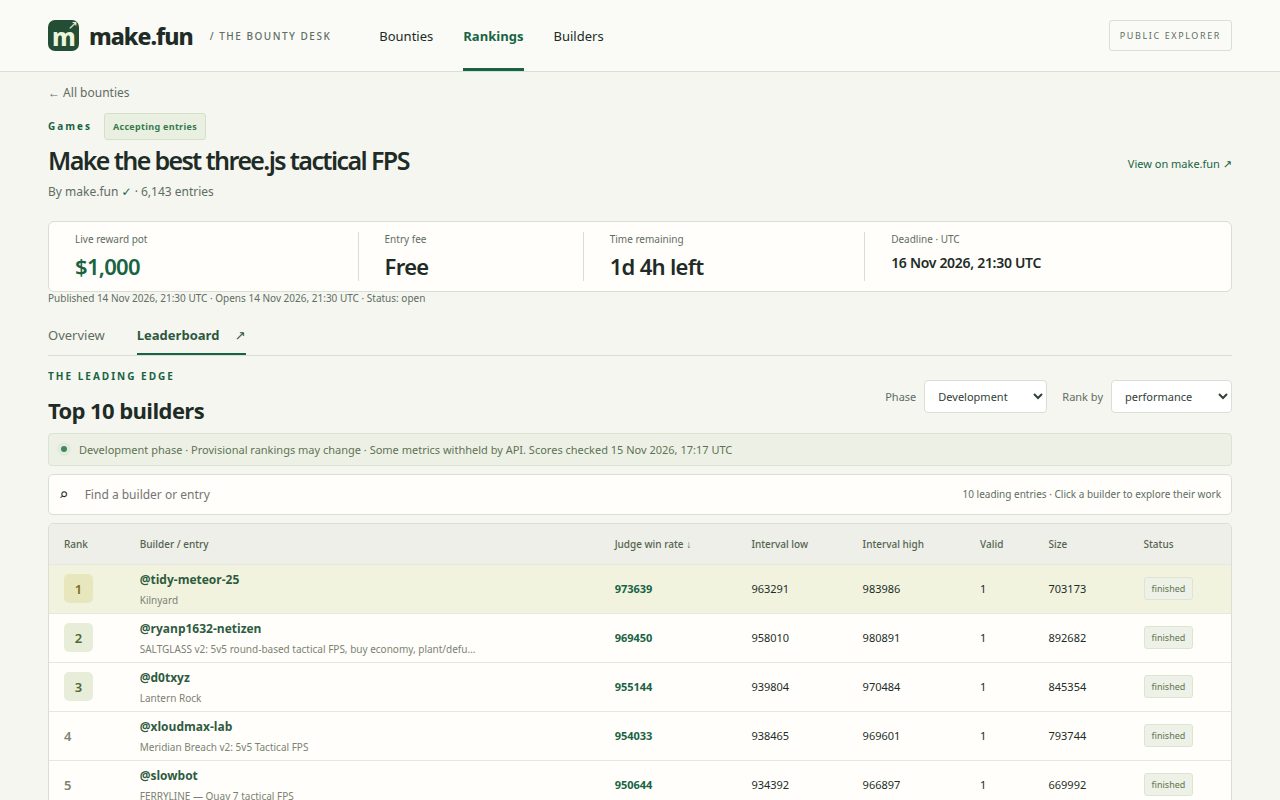 m↗ make.fun / THE BOUNTY DESK Bounties Rankings Builders PUBLIC EXPLORER
← All bounties
Games Accepting entries
Make the best three.js tactical FPS
View on make.fun ↗
By make.fun ✓ · 6,143 entries
Live reward pot Entry fee Time remaining Deadline · UTC
$1,000 Free 1d 4h left 16 Nov 2026, 21:30 UTC
Published 14 Nov 2026, 21:30 UTC · Opens 14 Nov 2026, 21:30 UTC · Status: open
Overview Leaderboard ↗
THE LEADING EDGE
Top 10 builders
Phase Development Rank by performance
Development phase · Provisional rankings may change · Some metrics withheld by API. Scores checked 15 Nov 2026, 17:17 UTC
Find a builder or entry 10 leading entries · Click a builder to explore their work
Rank Builder / entry Judge win rate ↓ Interval low Interval high Valid Size Status
1 @tidy-meteor-25 973639 963291 983986 1 703173 finished
Kilnyard
2 @ryanp1632-netizen 969450 958010 980891 1 892682 finished
SALTGLASS v2: 5v5 round-based tactical FPS, buy economy, plant/defu...
3 @d0txyz 955144 939804 970484 1 845354 finished
Lantern Rock
4 @xloudmax-lab 954033 938465 969601 1 793744 finished
Meridian Breach v2: 5v5 Tactical FPS
5 @slowbot 950644 934392 966897 1 669992 finished
FERRYLINE — Quay 7 tactical FPS